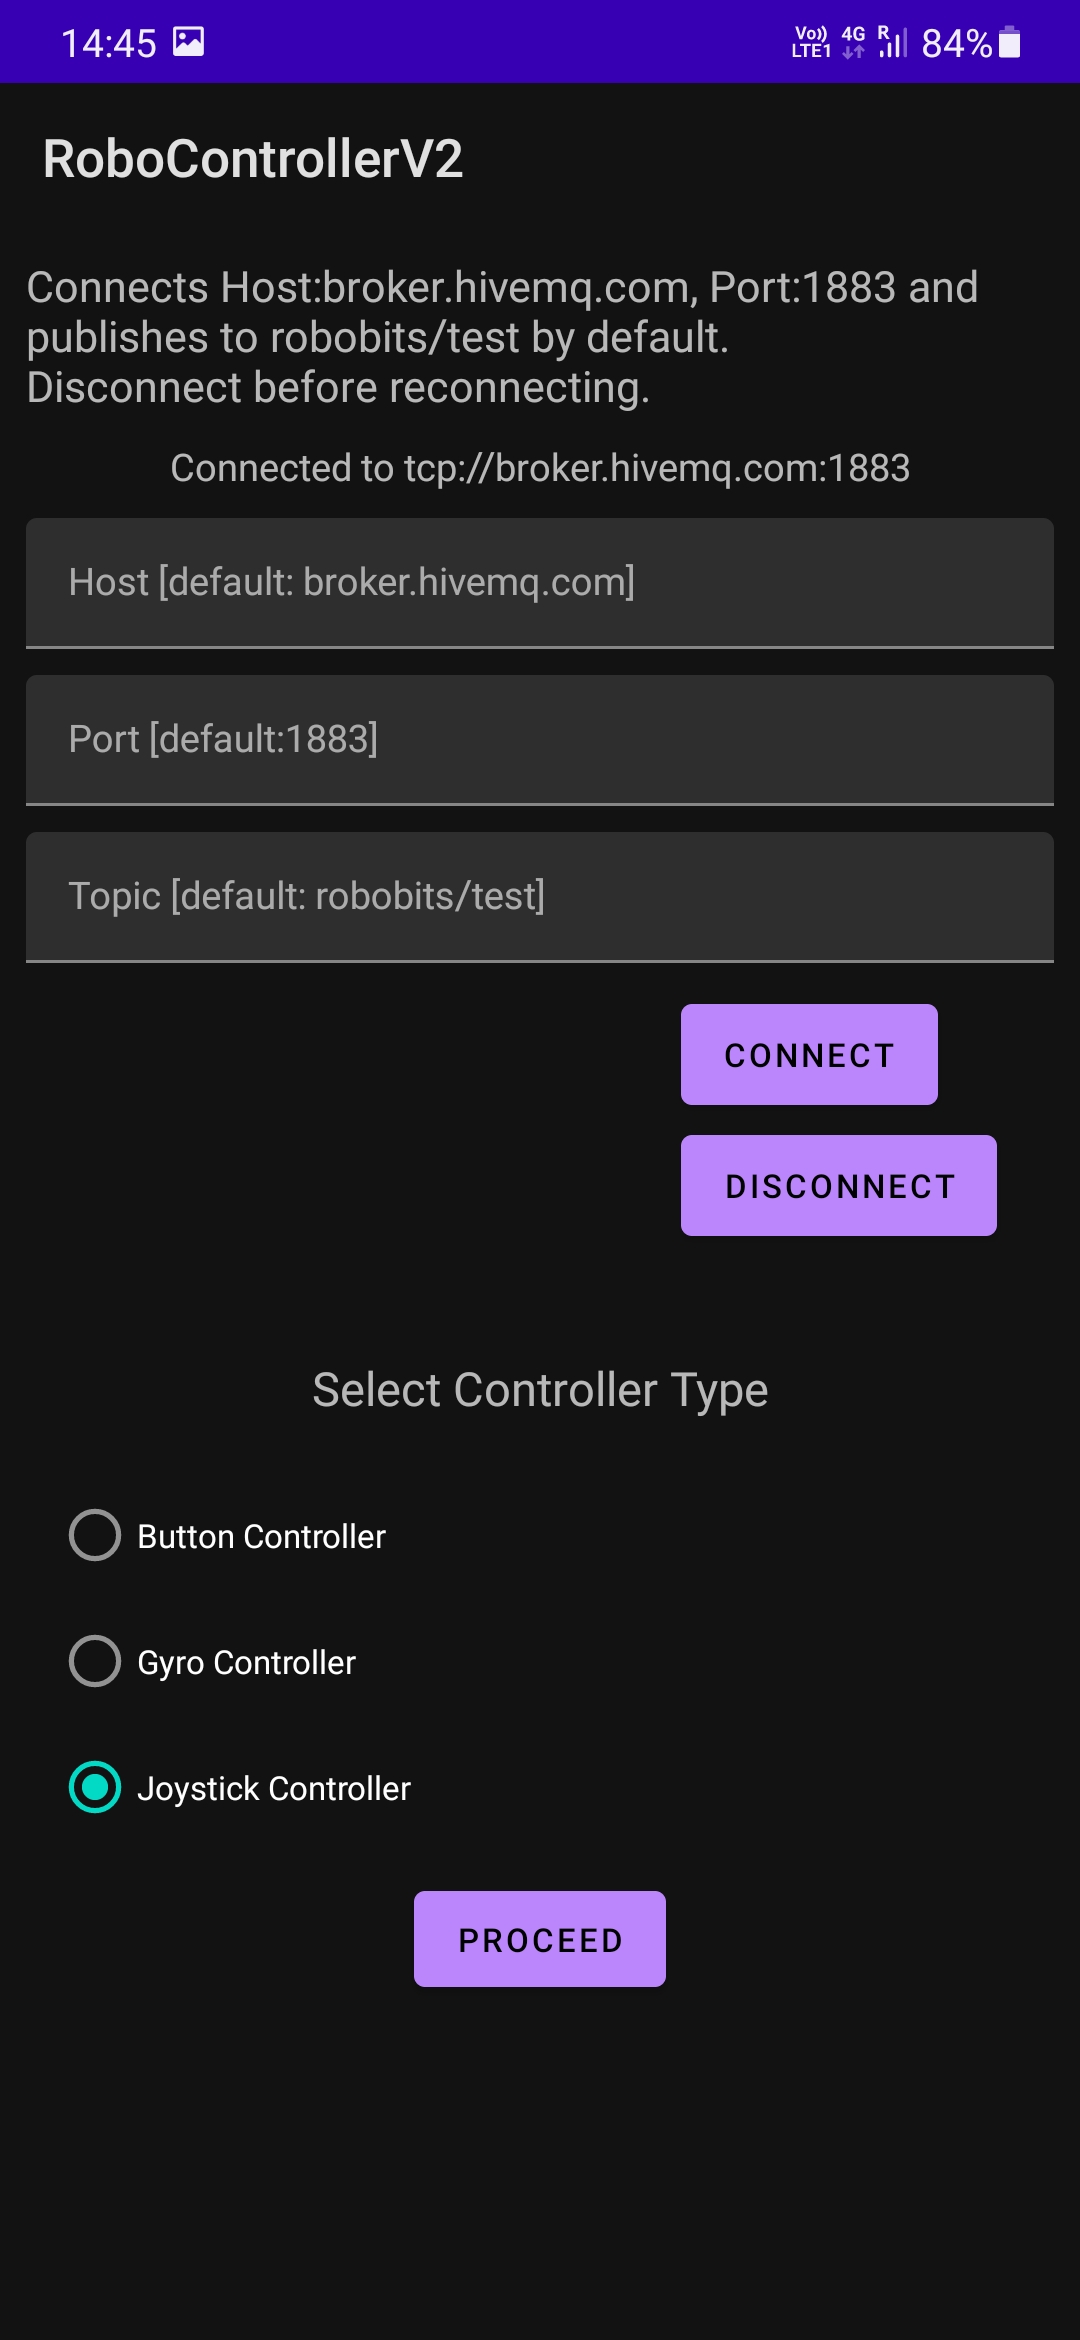 14:45
Vo)) LTE1 4G R 84%
RoboControllerV2
Connects Host:broker.hivemq.com, Port:1883 and
publishes to robobits/test by default.
Disconnect before reconnecting.
Connected to tcp://broker.hivemq.com:1883
Host [default: broker.hivemq.com]
Port [default:1883]
Topic [default: robobits/test]
CONNECT
DISCONNECT
Select Controller Type
Button Controller
Gyro Controller
Joystick Controller
PROCEED